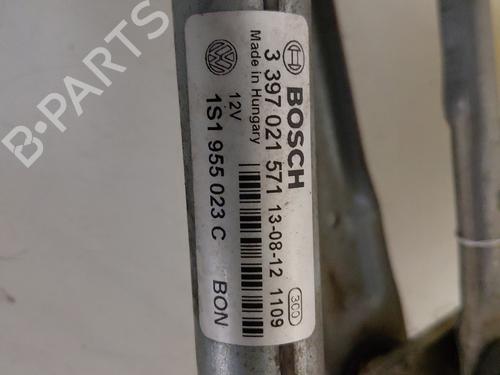 BOSCH
3 397 021 571 13-08-12 1109
Made in Hungary
300
12V
1S1 955 023 C
BON
B-PARTS